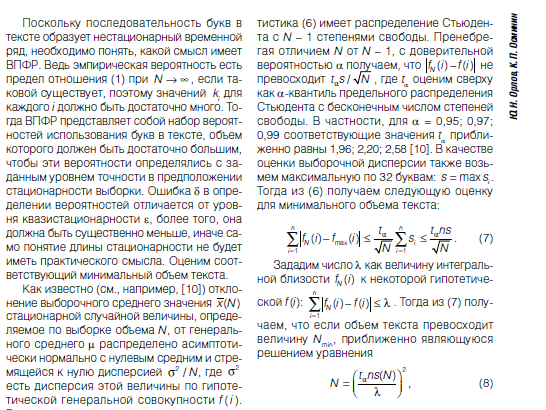 Поскольку последовательность букв в
тексте образует нестационарный временной
ряд, необходимо понять, какой смысл имеет
ВПФР. Ведь эмпирическая вероятность есть
предел отношения (1) при N → ∞, если та-
ковой существует, поэтому значений k_i для
каждого i должно быть достаточно много. То-
гда ВПФР представляет собой набор вероят-
ностей использования букв в тексте, объем
которого должен быть достаточно большим,
чтобы эти вероятности определялись с за-
данным уровнем точности в предположении
стационарности выборки. Ошибка δ в опре-
делении вероятностей отличается от уров-
ня квазистационарности ε, более того, она
должна быть существенно меньше, иначе са-
мо понятие длины стационарности не будет
иметь практического смысла. Оценим соот-
ветствующий минимальный объем текста.
Как известно (см., например, [10]) откло-
нение выборочного среднего значения x̄(N)
стационарной случайной величины, опреде-
ляемое по выборке объема N, от генераль-
ного среднего μ распределено асимптоти-
чески нормально с нулевым средним и стре-
мящейся к нулю дисперсией σ² / N, где σ²
есть дисперсия этой величины по гипоте-
тической генеральной совокупности f(i).
тистика (6) имеет распределение Стьюден-
та с N − 1 степенями свободы. Пренебре-
гая отличием N от N − 1, с доверительной
вероятностью α получаем, что |f_N(i) − f(i)| не
превосходит t_α s / √N, где t_α оценим сверху
как α-квантиль предельного распределения
Стьюдента с бесконечным числом степеней
свободы. В частности, для α = 0,95; 0,97;
0,99 соответствующие значения t_α прибли-
женно равны 1,96; 2,20; 2,58 [10]. В качестве
оценки выборочной дисперсии также возь-
мем максимальную по 32 буквам: s = max s_i.
Тогда из (6) получаем следующую оценку
для минимального объема текста:
∑_{i=1}^{n} |f_N(i) − f_max(i)| ≤ t_α/√N ∑_{i=1}^{n} s_i ≤ t_α ns/√N. (7)
Зададим число λ как величину интеграль-
ной близости f_N(i) к некоторой гипотетиче-
ской f(i): ∑_{i=1}^{n} |f_N(i) − f(i)| ≤ λ. Тогда из (7) полу-
чаем, что если объем текста превосходит
величину N_min, приближенно являющуюся
решением уравнения
N = (t_α ns(N)/λ)², (8)
Ю. Н. Орлов, К. П. Осминин